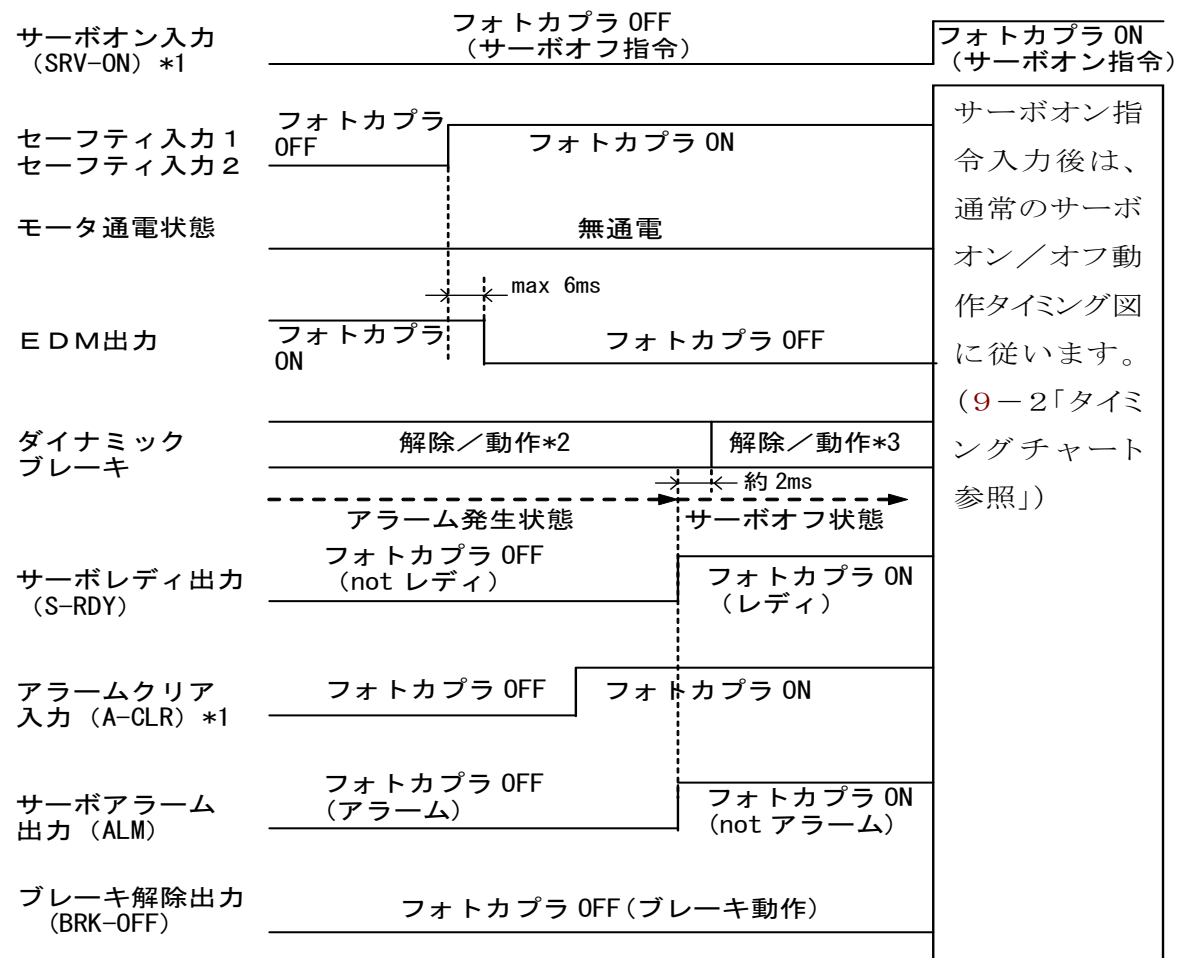 サーボオン入力
(SRV-ON) *1
フォトカプラ OFF
(サーボオフ指令)
フォトカプラ ON
(サーボオン指令)
セーフティ入力1
セーフティ入力2
フォトカプラ
OFF
フォトカプラ ON
モータ通電状態
無通電
max 6ms
EDM出力
フォトカプラ
ON
フォトカプラ OFF
ダイナミック
ブレーキ
解除/動作*2
解除/動作*3
約 2ms
アラーム発生状態
サーボオフ状態
サーボレディ出力
(S-RDY)
フォトカプラ OFF
(not レディ)
フォトカプラ ON
(レディ)
アラームクリア
入力 (A-CLR) *1
フォトカプラ OFF
フォトカプラ ON
サーボアラーム
出力 (ALM)
フォトカプラ OFF
(アラーム)
フォトカプラ ON
(not アラーム)
ブレーキ解除出力
(BRK-OFF)
フォトカプラ OFF(ブレーキ動作)
サーボオン指
令入力後は、
通常のサーボ
オン/オフ動
作タイミング図
に従います。
(9-2「タイミ
ングチャート
参照」)